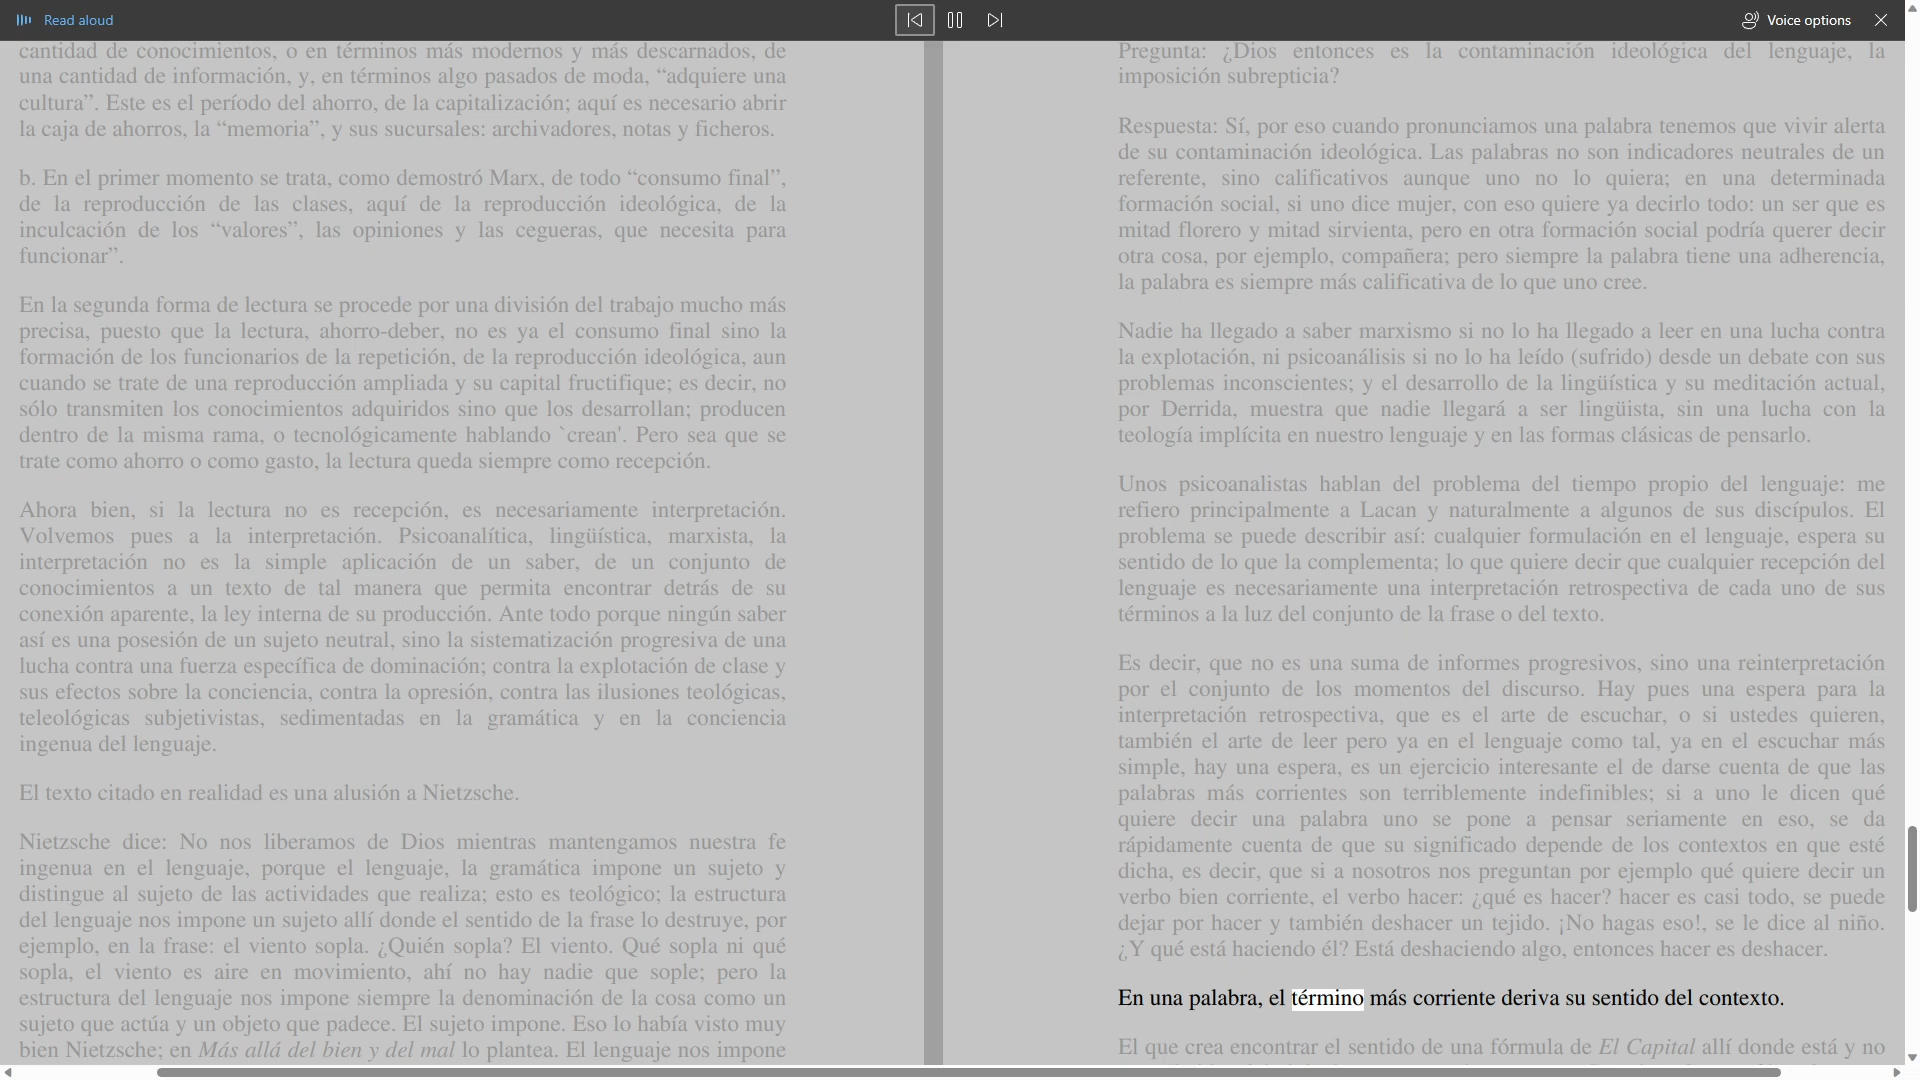 Read aloud
Voice options
cantidad de conocimientos, o en términos más modernos y más descarnados, de
una cantidad de información, y, en términos algo pasados de moda, “adquiere una
cultura”. Este es el período del ahorro, de la capitalización; aquí es necesario abrir
la caja de ahorros, la “memoria”, y sus sucursales: archivadores, notas y ficheros.
b. En el primer momento se trata, como demostró Marx, de todo “consumo final”,
de la reproducción de las clases, aquí de la reproducción ideológica, de la
inculcación de los “valores”, las opiniones y las cegueras, que necesita para
funcionar”.
En la segunda forma de lectura se procede por una división del trabajo mucho más
precisa, puesto que la lectura, ahorro-deber, no es ya el consumo final sino la
formación de los funcionarios de la repetición, de la reproducción ideológica, aun
cuando se trate de una reproducción ampliada y su capital fructifique; es decir, no
sólo transmiten los conocimientos adquiridos sino que los desarrollan; producen
dentro de la misma rama, o tecnológicamente hablando `crean'. Pero sea que se
trate como ahorro o como gasto, la lectura queda siempre como recepción.
Ahora bien, si la lectura no es recepción, es necesariamente interpretación.
Volvemos pues a la interpretación. Psicoanalítica, lingüística, marxista, la
interpretación no es la simple aplicación de un saber, de un conjunto de
conocimientos a un texto de tal manera que permita encontrar detrás de su
conexión aparente, la ley interna de su producción. Ante todo porque ningún saber
así es una posesión de un sujeto neutral, sino la sistematización progresiva de una
lucha contra una fuerza específica de dominación; contra la explotación de clase y
sus efectos sobre la conciencia, contra la opresión, contra las ilusiones teológicas,
teleológicas subjetivistas, sedimentadas en la gramática y en la conciencia
ingenua del lenguaje.
El texto citado en realidad es una alusión a Nietzsche.
Nietzsche dice: No nos liberamos de Dios mientras mantengamos nuestra fe
ingenua en el lenguaje, porque el lenguaje, la gramática impone un sujeto y
distingue al sujeto de las actividades que realiza; esto es teológico; la estructura
del lenguaje nos impone un sujeto allí donde el sentido de la frase lo destruye, por
ejemplo, en la frase: el viento sopla. ¿Quién sopla? El viento. Qué sopla ni qué
sopla, el viento es aire en movimiento, ahí no hay nadie que sople; pero la
estructura del lenguaje nos impone siempre la denominación de la cosa como un
sujeto que actúa y un objeto que padece. El sujeto impone. Eso lo había visto muy
bien Nietzsche; en Más allá del bien y del mal lo plantea. El lenguaje nos impone
Pregunta: ¿Dios entonces es la contaminación ideológica del lenguaje, la
imposición subrepticia?
Respuesta: Sí, por eso cuando pronunciamos una palabra tenemos que vivir alerta
de su contaminación ideológica. Las palabras no son indicadores neutrales de un
referente, sino calificativos aunque uno no lo quiera; en una determinada
formación social, si uno dice mujer, con eso quiere ya decirlo todo: un ser que es
mitad florero y mitad sirvienta, pero en otra formación social podría querer decir
otra cosa, por ejemplo, compañera; pero siempre la palabra tiene una adherencia,
la palabra es siempre más calificativa de lo que uno cree.
Nadie ha llegado a saber marxismo si no lo ha llegado a leer en una lucha contra
la explotación, ni psicoanálisis si no lo ha leído (sufrido) desde un debate con sus
problemas inconscientes; y el desarrollo de la lingüística y su meditación actual,
por Derrida, muestra que nadie llegará a ser lingüista, sin una lucha con la
teología implícita en nuestro lenguaje y en las formas clásicas de pensarlo.
Unos psicoanalistas hablan del problema del tiempo propio del lenguaje: me
refiero principalmente a Lacan y naturalmente a algunos de sus discípulos. El
problema se puede describir así: cualquier formulación en el lenguaje, espera su
sentido de lo que la complementa; lo que quiere decir que cualquier recepción del
lenguaje es necesariamente una interpretación retrospectiva de cada uno de sus
términos a la luz del conjunto de la frase o del texto.
Es decir, que no es una suma de informes progresivos, sino una reinterpretación
por el conjunto de los momentos del discurso. Hay pues una espera para la
interpretación retrospectiva, que es el arte de escuchar, o si ustedes quieren,
también el arte de leer pero ya en el lenguaje como tal, ya en el escuchar más
simple, hay una espera, es un ejercicio interesante el de darse cuenta de que las
palabras más corrientes son terriblemente indefinibles; si a uno le dicen qué
quiere decir una palabra uno se pone a pensar seriamente en eso, se da
rápidamente cuenta de que su significado depende de los contextos en que esté
dicha, es decir, que si a nosotros nos preguntan por ejemplo qué quiere decir un
verbo bien corriente, el verbo hacer: ¿qué es hacer? hacer es casi todo, se puede
dejar por hacer y también deshacer un tejido. ¡No hagas eso!, se le dice al niño.
¿Y qué está haciendo él? Está deshaciendo algo, entonces hacer es deshacer.
En una palabra, el término más corriente deriva su sentido del contexto.
El que crea encontrar el sentido de una fórmula de El Capital allí donde está y no